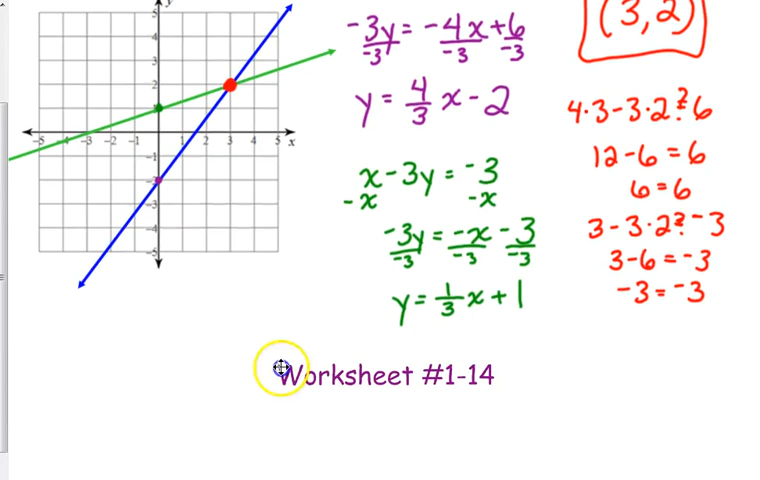 y
5
4
3
2
1
-5 -4 -3 -2 -1 1 2 3 4 5 x
-1
-2
-3
-4
-5
-3y = -4x + 6
-3 -3 -3
y = 4/3 x - 2
x - 3y = -3
-x -x
-3y = -x - 3
-3 -3 -3
y = 1/3 x + 1
(3, 2)
4·3 - 3·2 ? 6
12 - 6 = 6
6 = 6
3 - 3·2 ? -3
3 - 6 = -3
-3 = -3
Worksheet #1-14